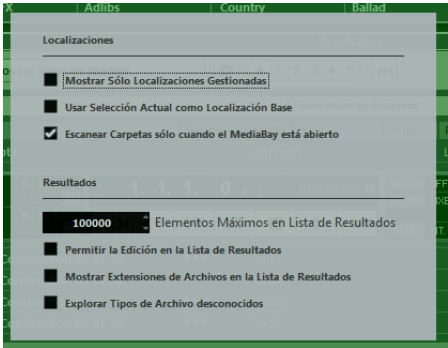 Adlibs Country Ballad
Localizaciones
Mostrar Sólo Localizaciones Gestionadas
Usar Selección Actual como Localización Base
Escanear Carpetas sólo cuando el MediaBay está abierto
Resultados
100000 Elementos Máximos en Lista de Resultados
Permitir la Edición en la Lista de Resultados
Mostrar Extensiones de Archivos en la Lista de Resultados
Explorar Tipos de Archivo desconocidos